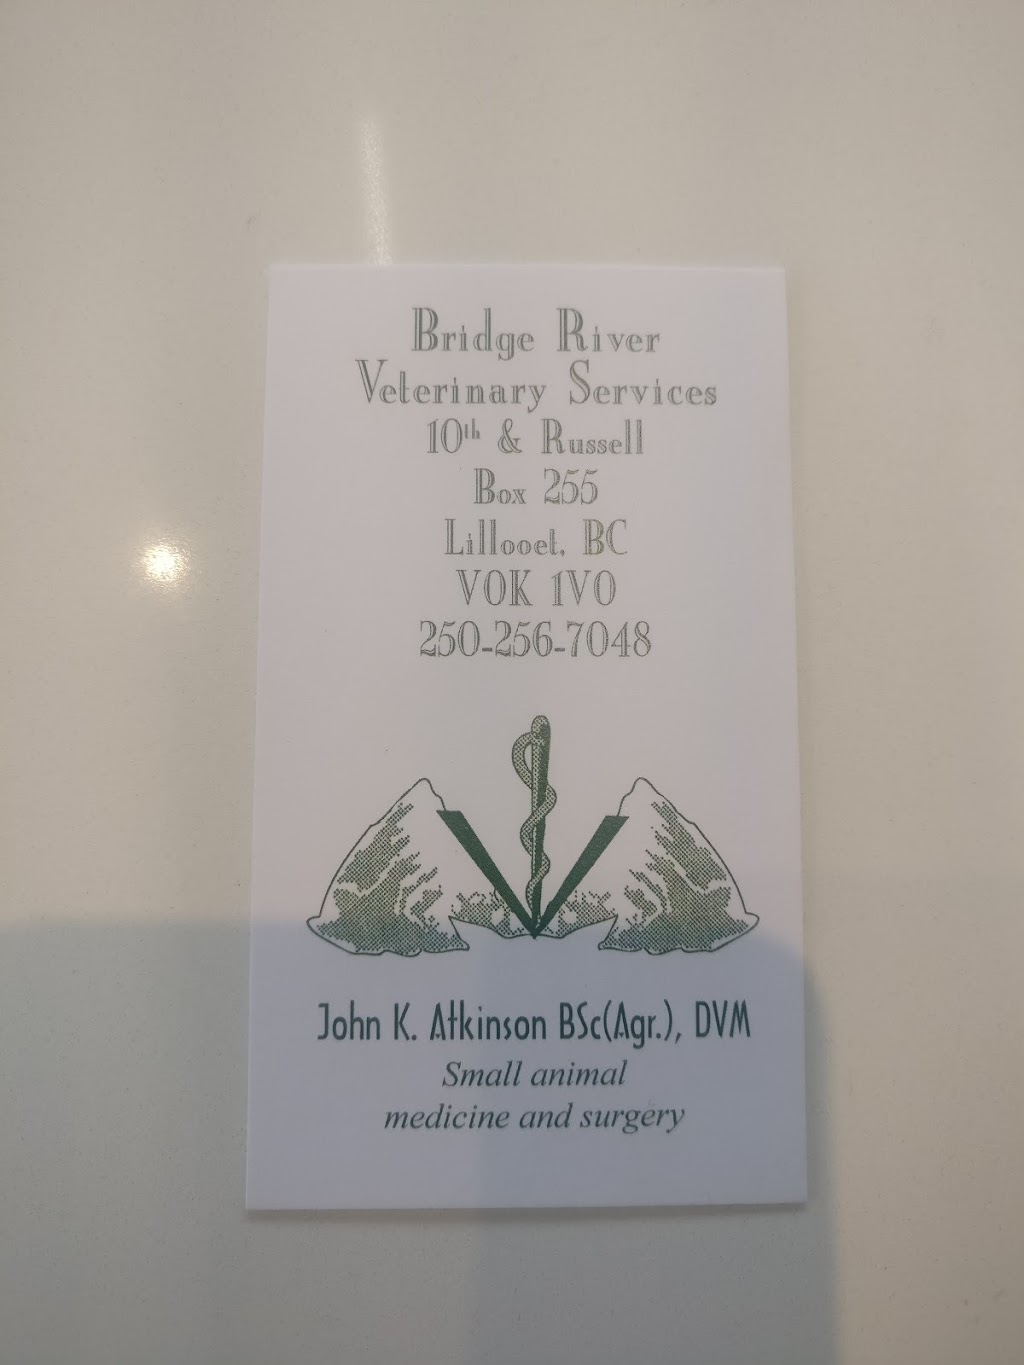 Bridge River
Veterinary Services
10th & Russell
Box 255
Lillooet, BC
V0K 1V0
250-256-7048
John K. Atkinson BSc(Agr.), DVM
Small animal
medicine and surgery